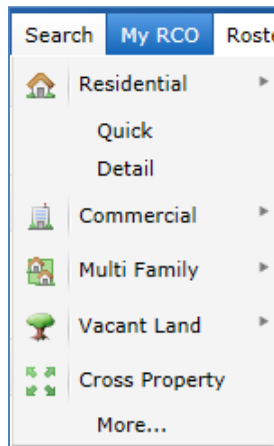 Search My RCO Roste
Residential
Quick
Detail
Commercial
Multi Family
Vacant Land
Cross Property
More...